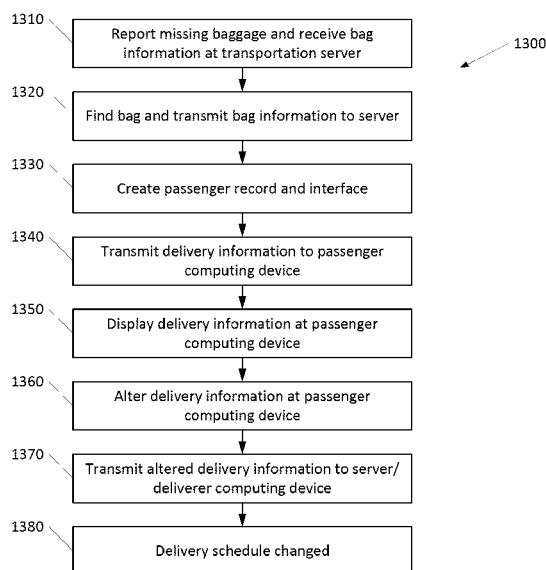 1310
Report missing baggage and receive bag
information at transportation server
1300
1320
Find bag and transmit bag information to server
1330
Create passenger record and interface
1340
Transmit delivery information to passenger
computing device
1350
Display delivery information at passenger
computing device
1360
Alter delivery information at passenger
computing device
1370
Transmit altered delivery information to server/
deliverer computing device
1380
Delivery schedule changed